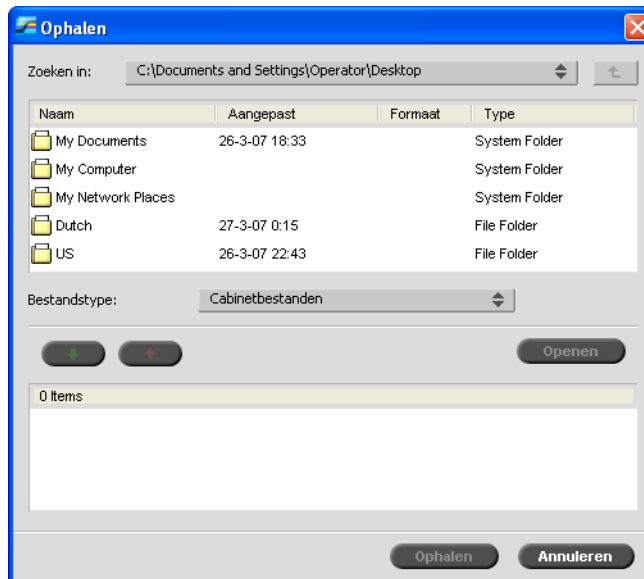 Ophalen
Zoeken in: C:\Documents and Settings\Operator\Desktop
Naam Aangepast Formaat Type
My Documents 26-3-07 18:33 System Folder
My Computer System Folder
My Network Places System Folder
Dutch 27-3-07 0:15 File Folder
US 26-3-07 22:43 File Folder
Bestandstype: Cabinetbestanden
Openen
0 Items
Ophalen Annuleren